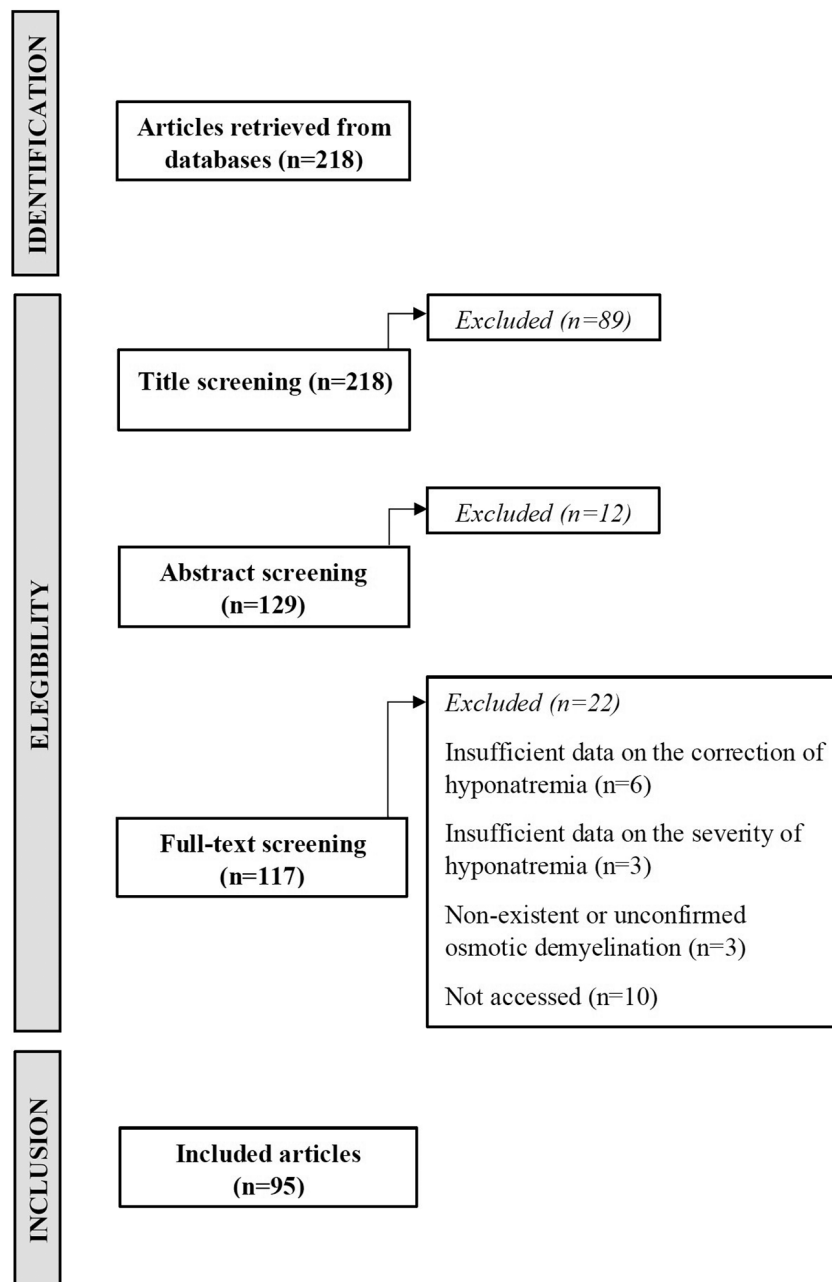 IDENTIFICATION
Articles retrieved from
databases (n=218)
ELEGIBILITY
Excluded (n=89)
Title screening (n=218)
Excluded (n=12)
Abstract screening
(n=129)
Excluded (n=22)
Insufficient data on the correction of
hyponatremia (n=6)
Insufficient data on the severity of
hyponatremia (n=3)
Non-existent or unconfirmed
osmotic demyelination (n=3)
Not accessed (n=10)
Full-text screening
(n=117)
INCLUSION
Included articles
(n=95)